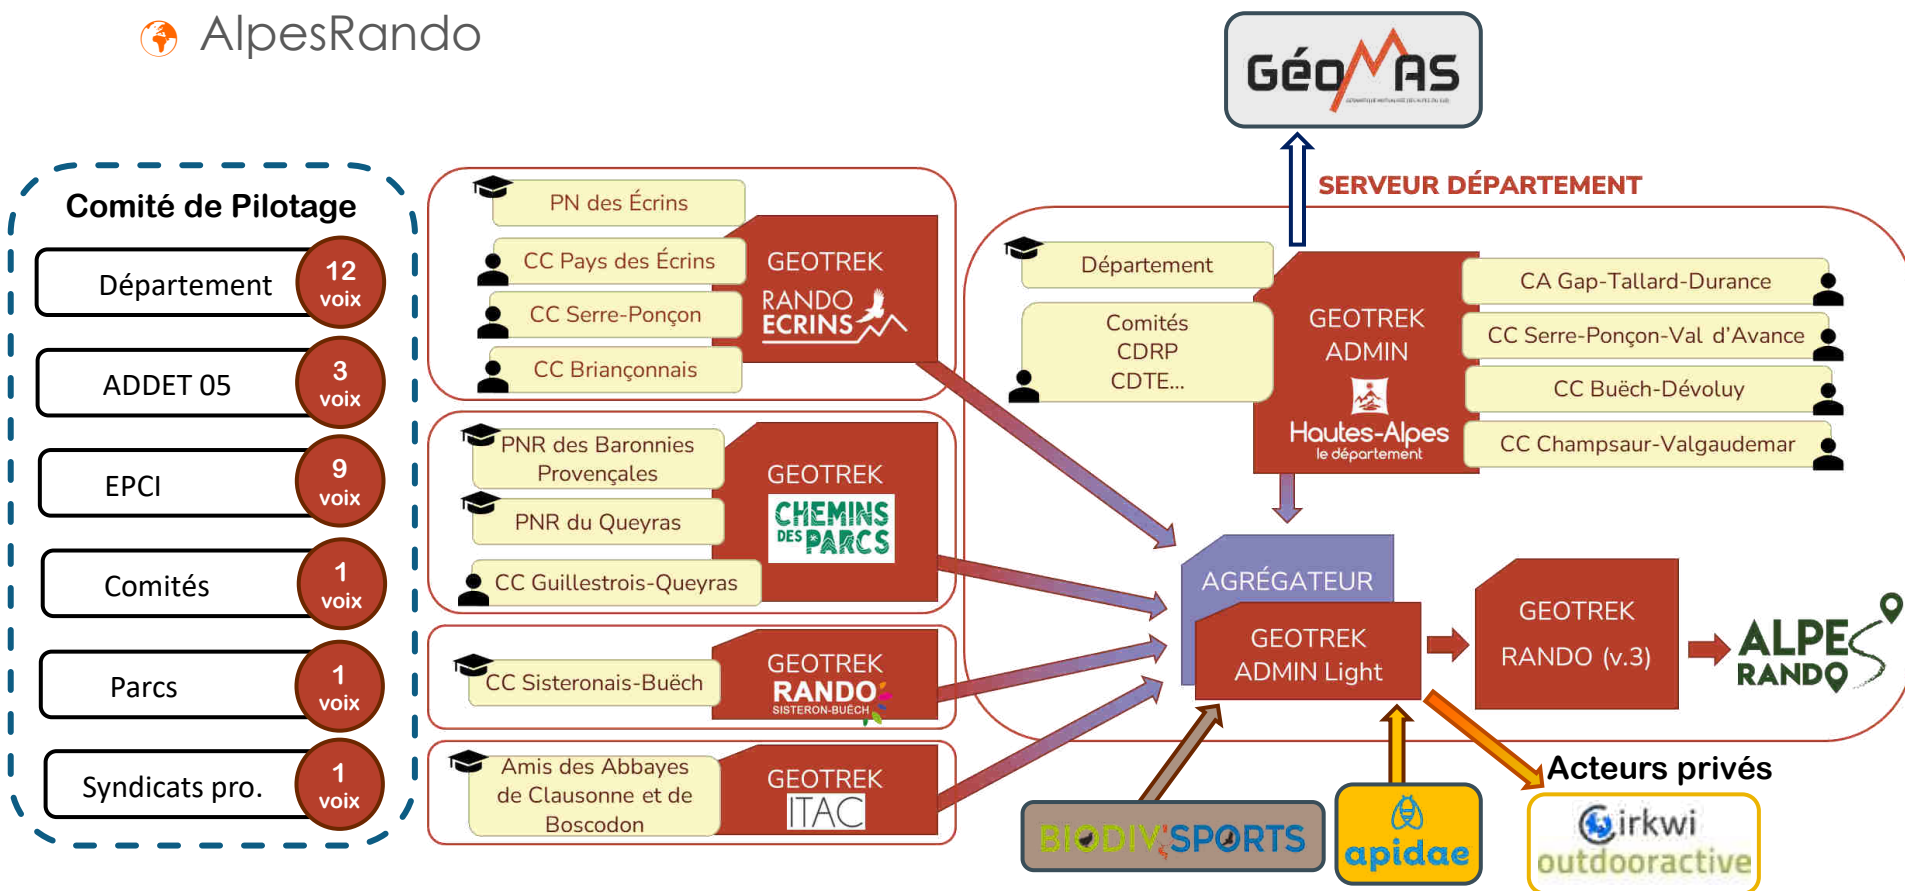 AlpesRando
Comité de Pilotage
Département
12
voix
ADDET 05
3
voix
EPCI
9
voix
Comités
1
voix
Parcs
1
voix
Syndicats pro.
1
voix
PN des Écrins
CC Pays des Écrins
CC Serre-Ponçon
CC Briançonnais
GEOTREK
RANDO
ECRINS
PNR des Baronnies
Provençales
PNR du Queyras
CC Guillestrois-Queyras
GEOTREK
CHEMINS
DES PARCS
CC Sisteronais-Buëch
GEOTREK
RANDO
SISTERON-BUËCH
Amis des Abbayes
de Clausonne et de
Boscodon
GEOTREK
ITAC
GéoMAS
GÉOMATIQUE MUTUALISÉE DES ALPES DU SUD
SERVEUR DÉPARTEMENT
Département
Comités
CDRP
CDTE...
GEOTREK
ADMIN
Hautes-Alpes
le département
CA Gap-Tallard-Durance
CC Serre-Ponçon-Val d'Avance
CC Buëch-Dévoluy
CC Champsaur-Valgaudemar
AGRÉGATEUR
GEOTREK
ADMIN Light
GEOTREK
RANDO (v.3)
ALPES
RANDO
BIODIV'SPORTS
apidae
Acteurs privés
Cirkwi
outdooractive